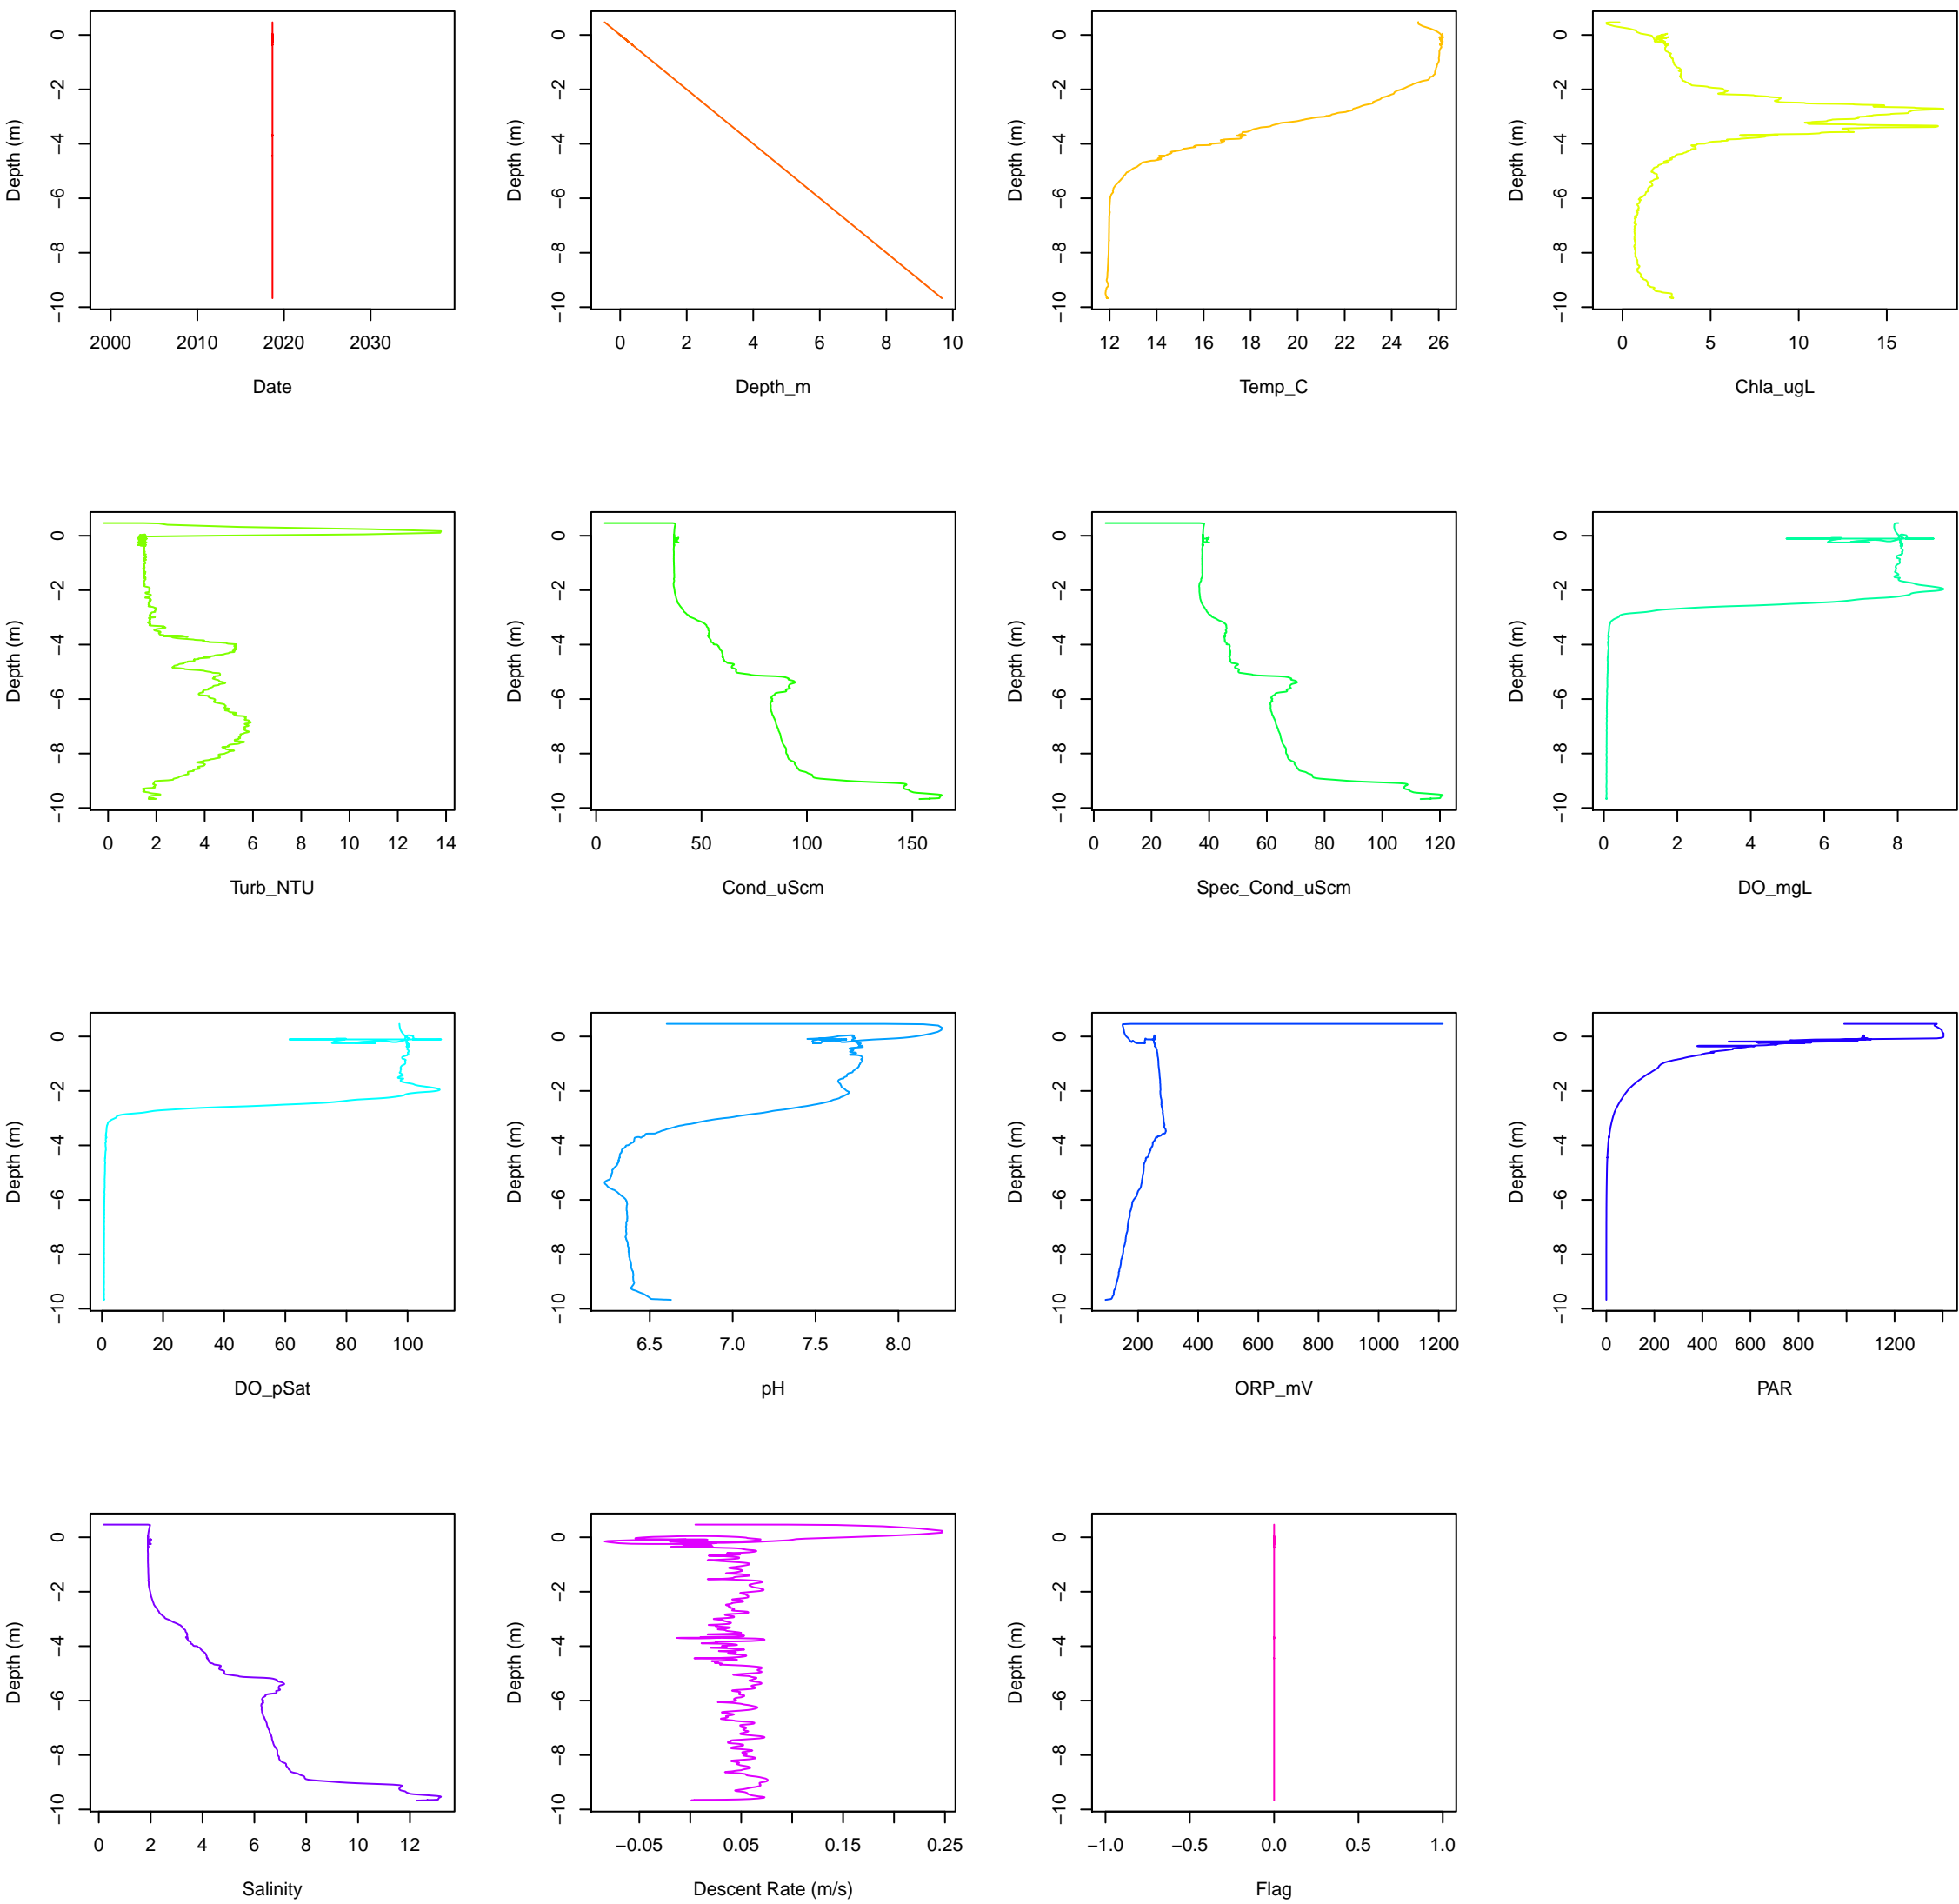 0
−2
−4
−6
−8
−10
Depth (m)
2000 2010 2020 2030
Date
0
−2
−4
−6
−8
−10
Depth (m)
0 2 4 6 8 10
Depth_m
0
−2
−4
−6
−8
−10
Depth (m)
12 14 16 18 20 22 24 26
Temp_C
0
−2
−4
−6
−8
−10
Depth (m)
0 5 10 15
Chla_ugL
0
−2
−4
−6
−8
−10
Depth (m)
0 2 4 6 8 10 12 14
Turb_NTU
0
−2
−4
−6
−8
−10
Depth (m)
0 50 100 150
Cond_uScm
0
−2
−4
−6
−8
−10
Depth (m)
0 20 40 60 80 100 120
Spec_Cond_uScm
0
−2
−4
−6
−8
−10
Depth (m)
0 2 4 6 8
DO_mgL
0
−2
−4
−6
−8
−10
Depth (m)
0 20 40 60 80 100
DO_pSat
0
−2
−4
−6
−8
−10
Depth (m)
6.5 7.0 7.5 8.0
pH
0
−2
−4
−6
−8
−10
Depth (m)
200 400 600 800 1000 1200
ORP_mV
0
−2
−4
−6
−8
−10
Depth (m)
0 200 400 600 800 1200
PAR
0
−2
−4
−6
−8
−10
Depth (m)
0 2 4 6 8 10 12
Salinity
0
−2
−4
−6
−8
−10
Depth (m)
−0.05 0.05 0.15 0.25
Descent Rate (m/s)
0
−2
−4
−6
−8
−10
Depth (m)
−1.0 −0.5 0.0 0.5 1.0
Flag